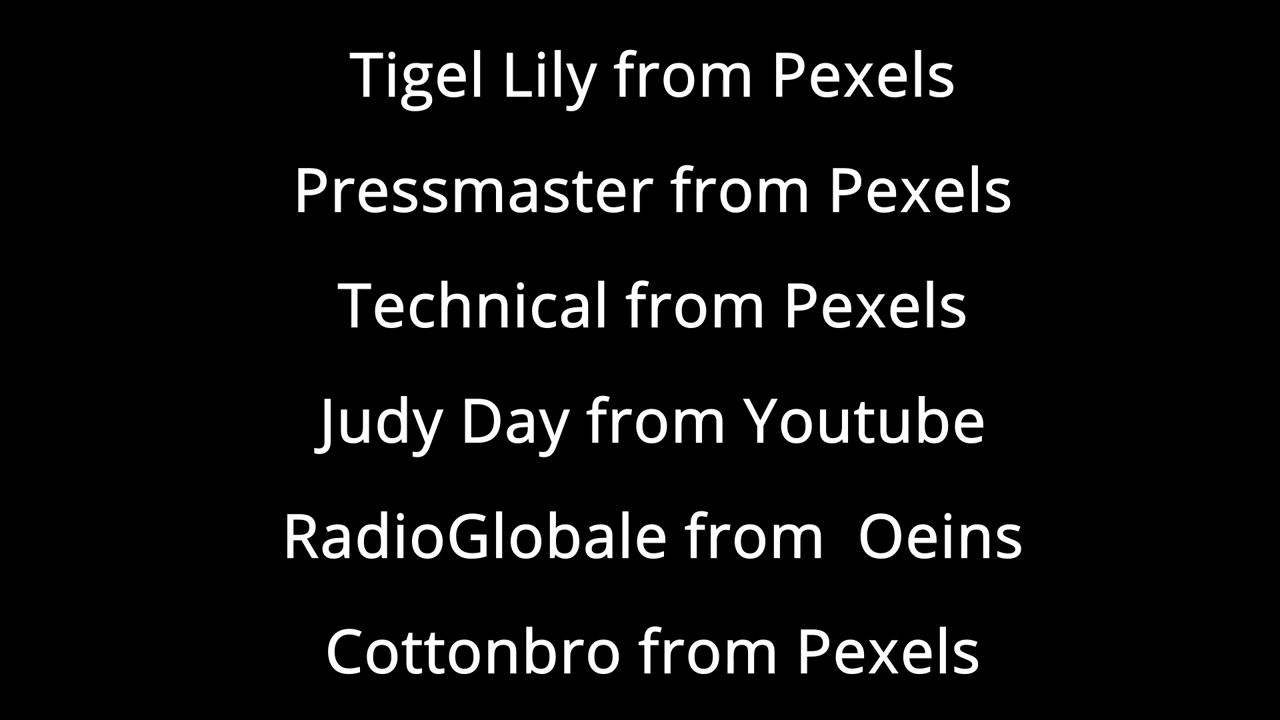 Tigel Lily from Pexels
Pressmaster from Pexels
Technical from Pexels
Judy Day from Youtube
RadioGlobale from  Oeins
Cottonbro from Pexels